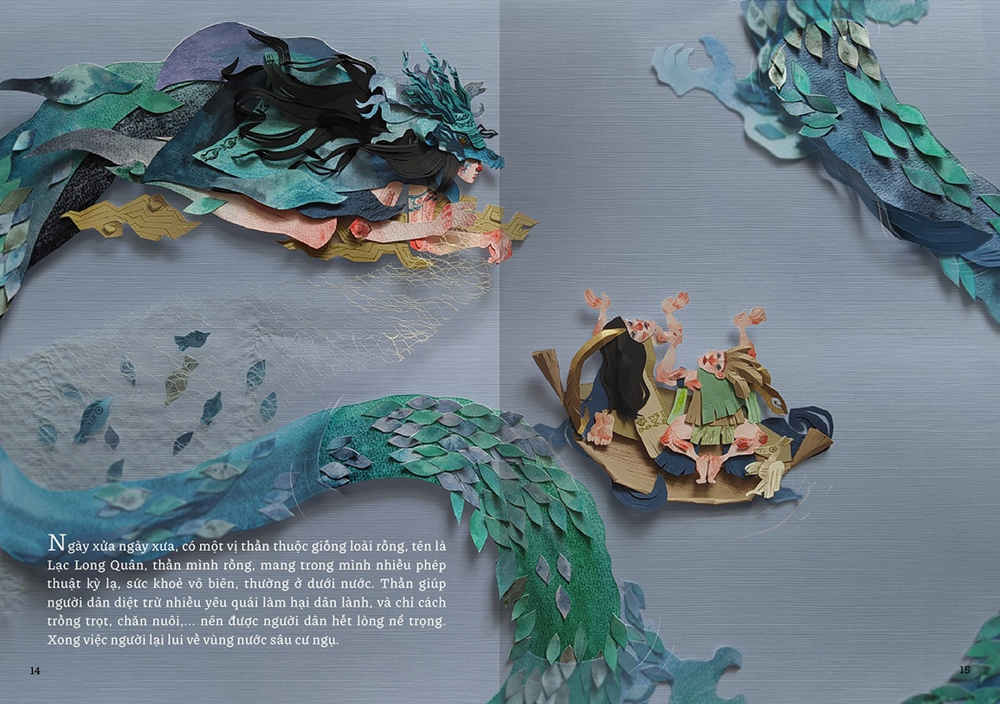 Ngày xửa ngày xưa, có một vị thần thuộc giống loài rồng, tên là
Lạc Long Quân, thần mình rồng, mang trong mình nhiều phép
thuật kỳ lạ, sức khoẻ vô biên, thường ở dưới nước. Thần giúp
người dân diệt trừ nhiều yêu quái làm hại dân lành, và chỉ cách
trồng trọt, chăn nuôi,... nên được người dân hết lòng nể trọng.
Xong việc người lại lui về vùng nước sâu cư ngụ.
14
15